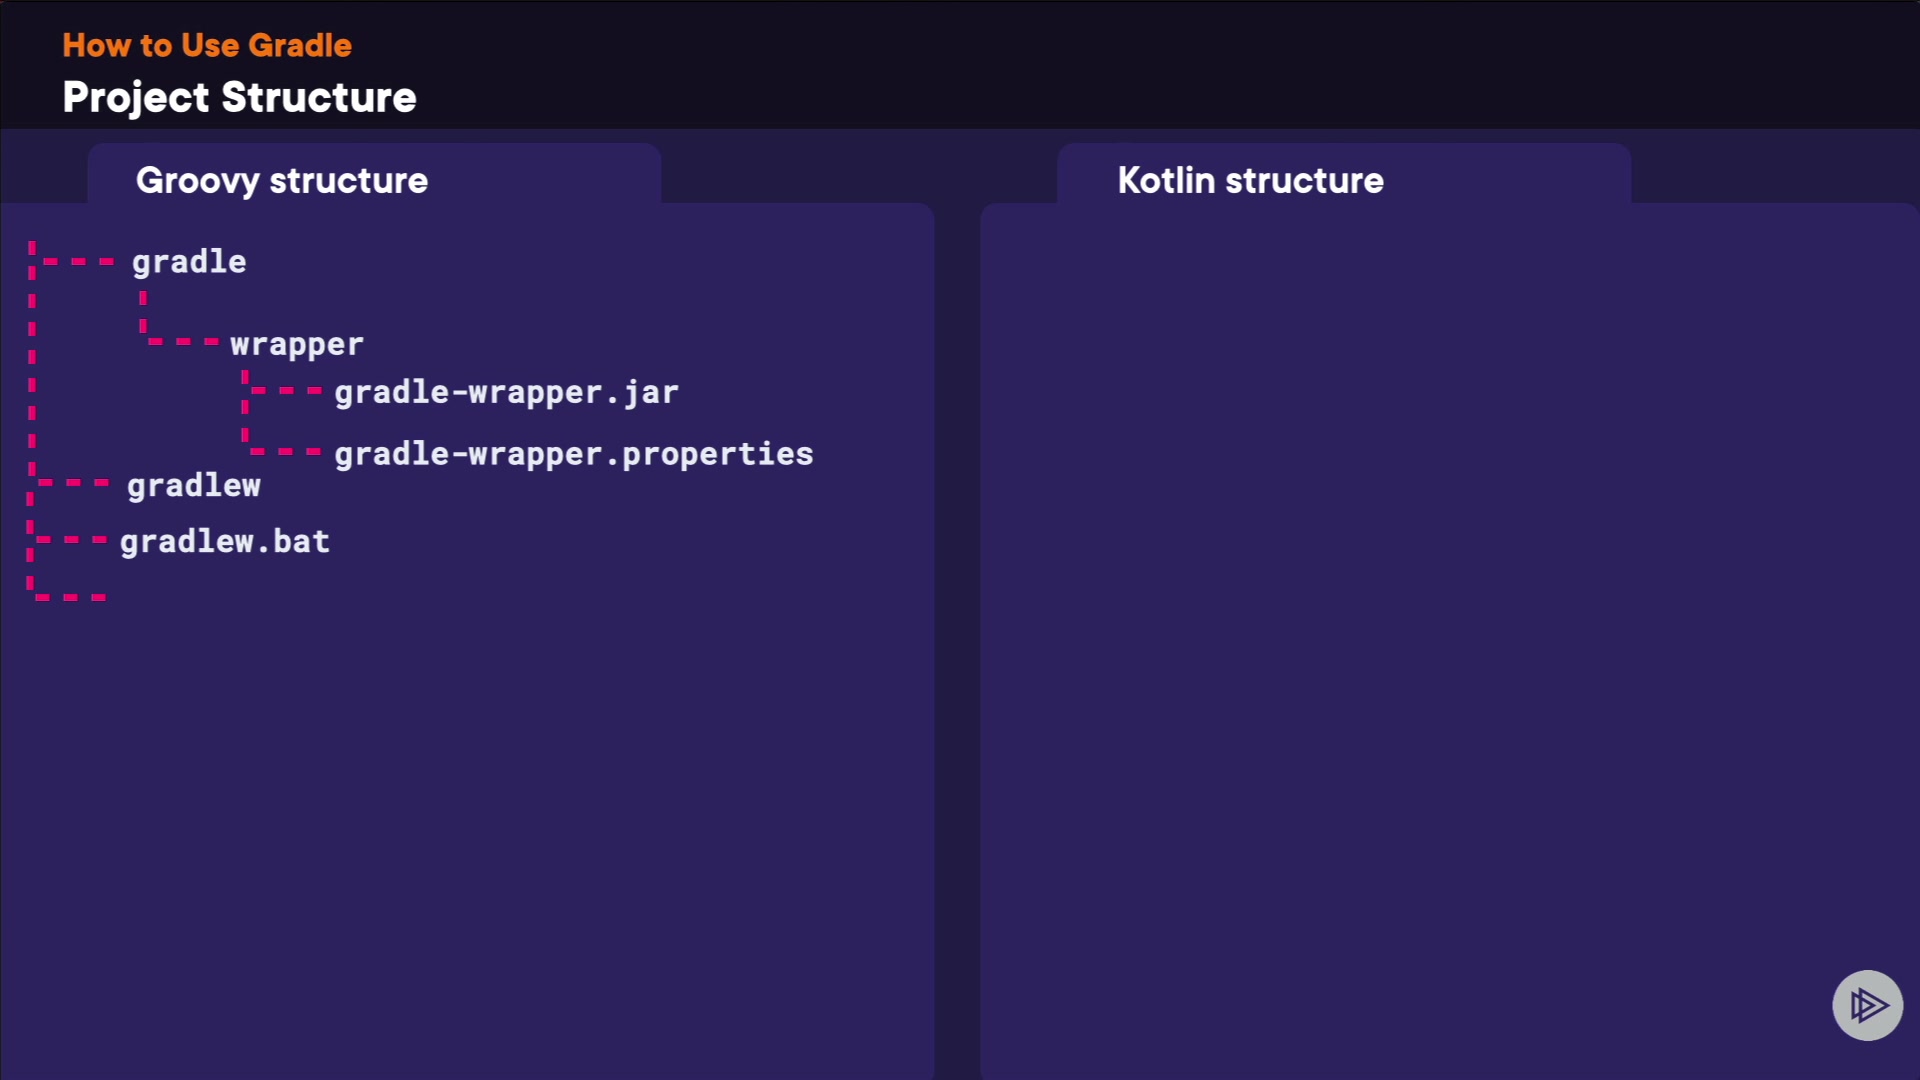 How to Use Gradle
Project Structure
Groovy structure
gradle
wrapper
gradle-wrapper.jar
gradle-wrapper.properties
gradlew
gradlew.bat
Kotlin structure